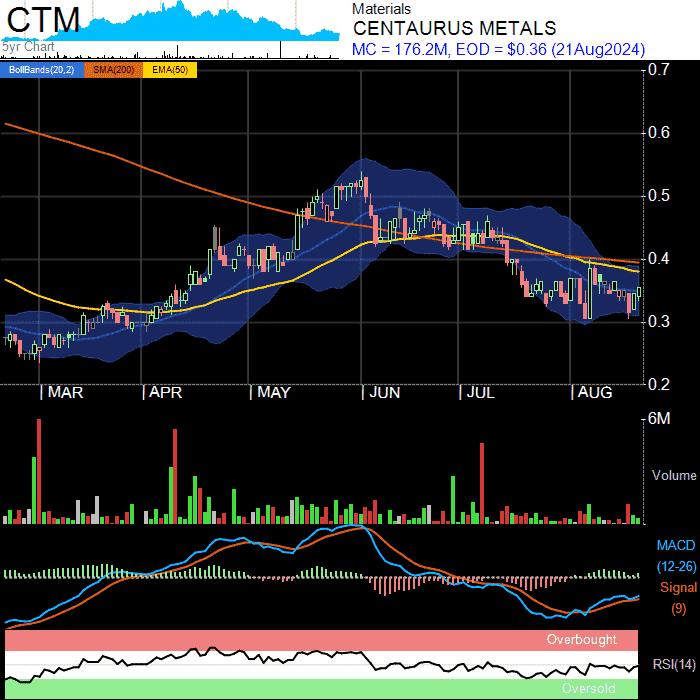 CTM
5yr Chart
Materials
CENTAURUS METALS
MC = 176.2M, EOD = $0.36 (21Aug2024)
BollBands(20,2) SMA(200) EMA(50)
0.7
0.6
0.5
0.4
0.3
0.2
MAR APR MAY JUN JUL AUG
6M
Volume
MACD
(12-26)
Signal
(9)
Overbought
RSI(14)
Oversold